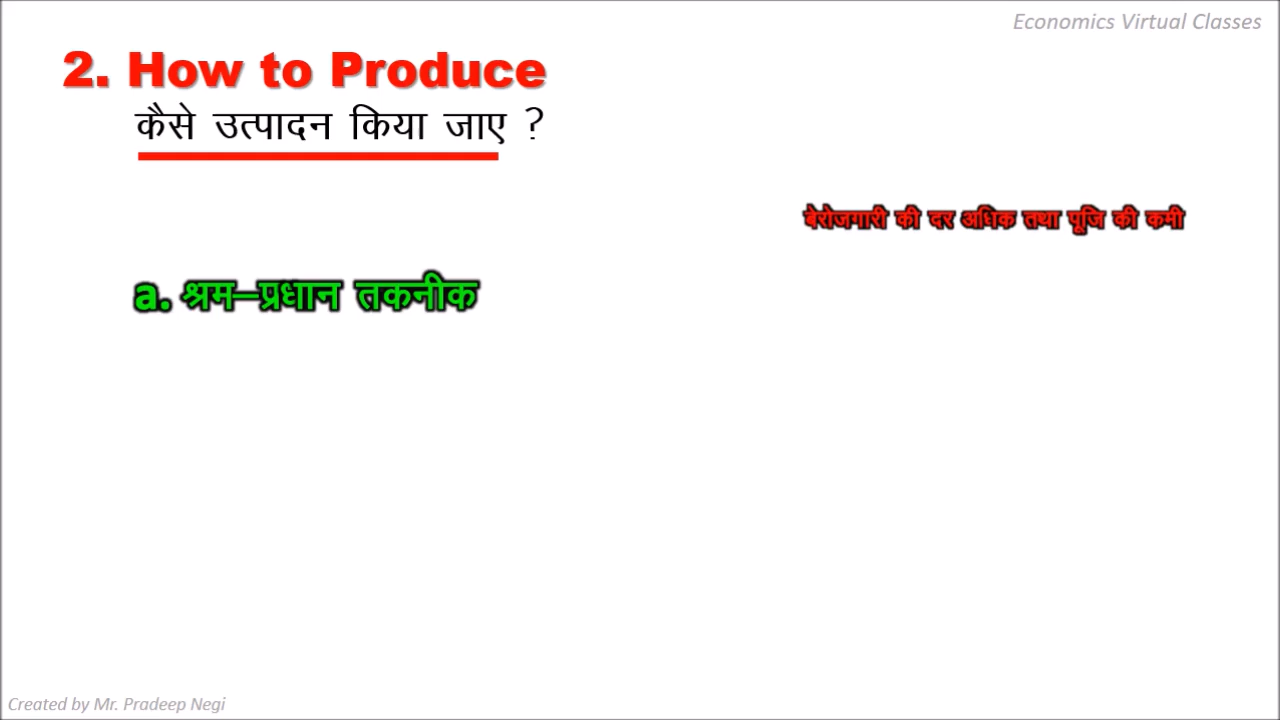 Economics Virtual Classes
2. How to Produce
कैसे उत्पादन किया जाए ?
बेरोजगारी की दर अधिक तथा पूजि की कमी
a. श्रम–प्रधान तकनीक
Created by Mr. Pradeep Negi